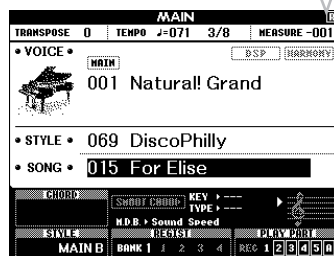 MAIN
TRANSPOSE 0 TEMPO ♩=071 3/8 MEASURE -001
• VOICE • DSP HARMONY
MAIN
001 Natural! Grand
• STYLE • 069 DiscoPhilly
• SONG • 015 For Elise
CHORD
SMART CHORD KEY ▸ ---
TYPE ▸ ---
M.D.B. ▸ Sound Speed
STYLE REGIST PLAY PART
MAIN B BANK 1 1 2 3 4 REC 1 2 3 4 5 A